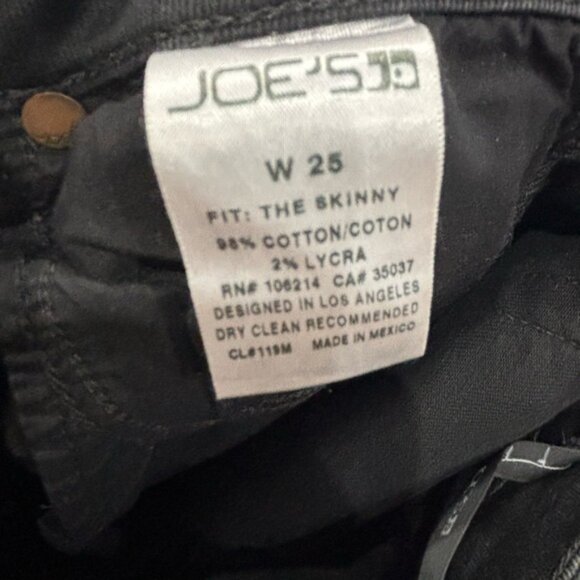 JOE'S
W 25
FIT: THE SKINNY
98% COTTON/COTON
2% LYCRA
RN# 106214 CA# 35037
DESIGNED IN LOS ANGELES
DRY CLEAN RECOMMENDED
CL#119M MADE IN MEXICO